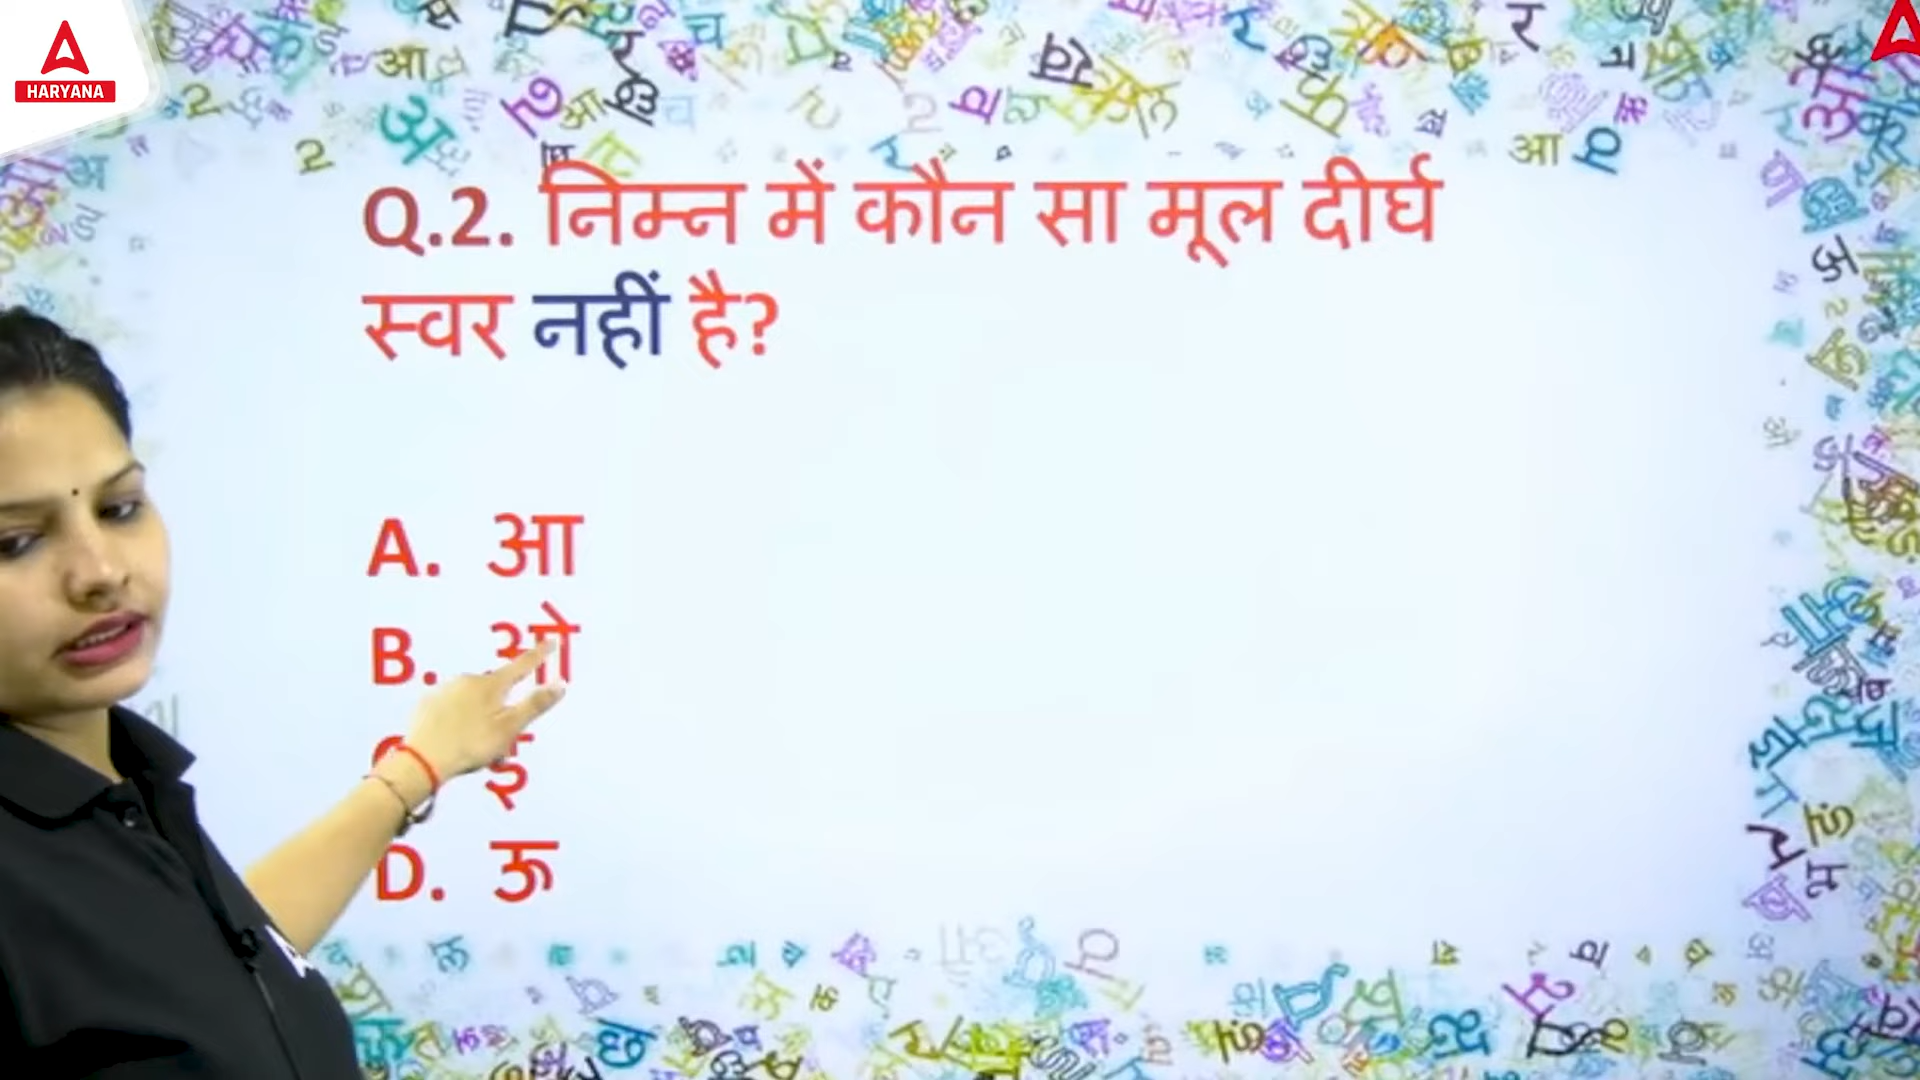 HARYANA
Q.2. निम्न में कौन सा मूल दीर्घ
स्वर नहीं है?
A. आ
B. ओ
D. ऊ